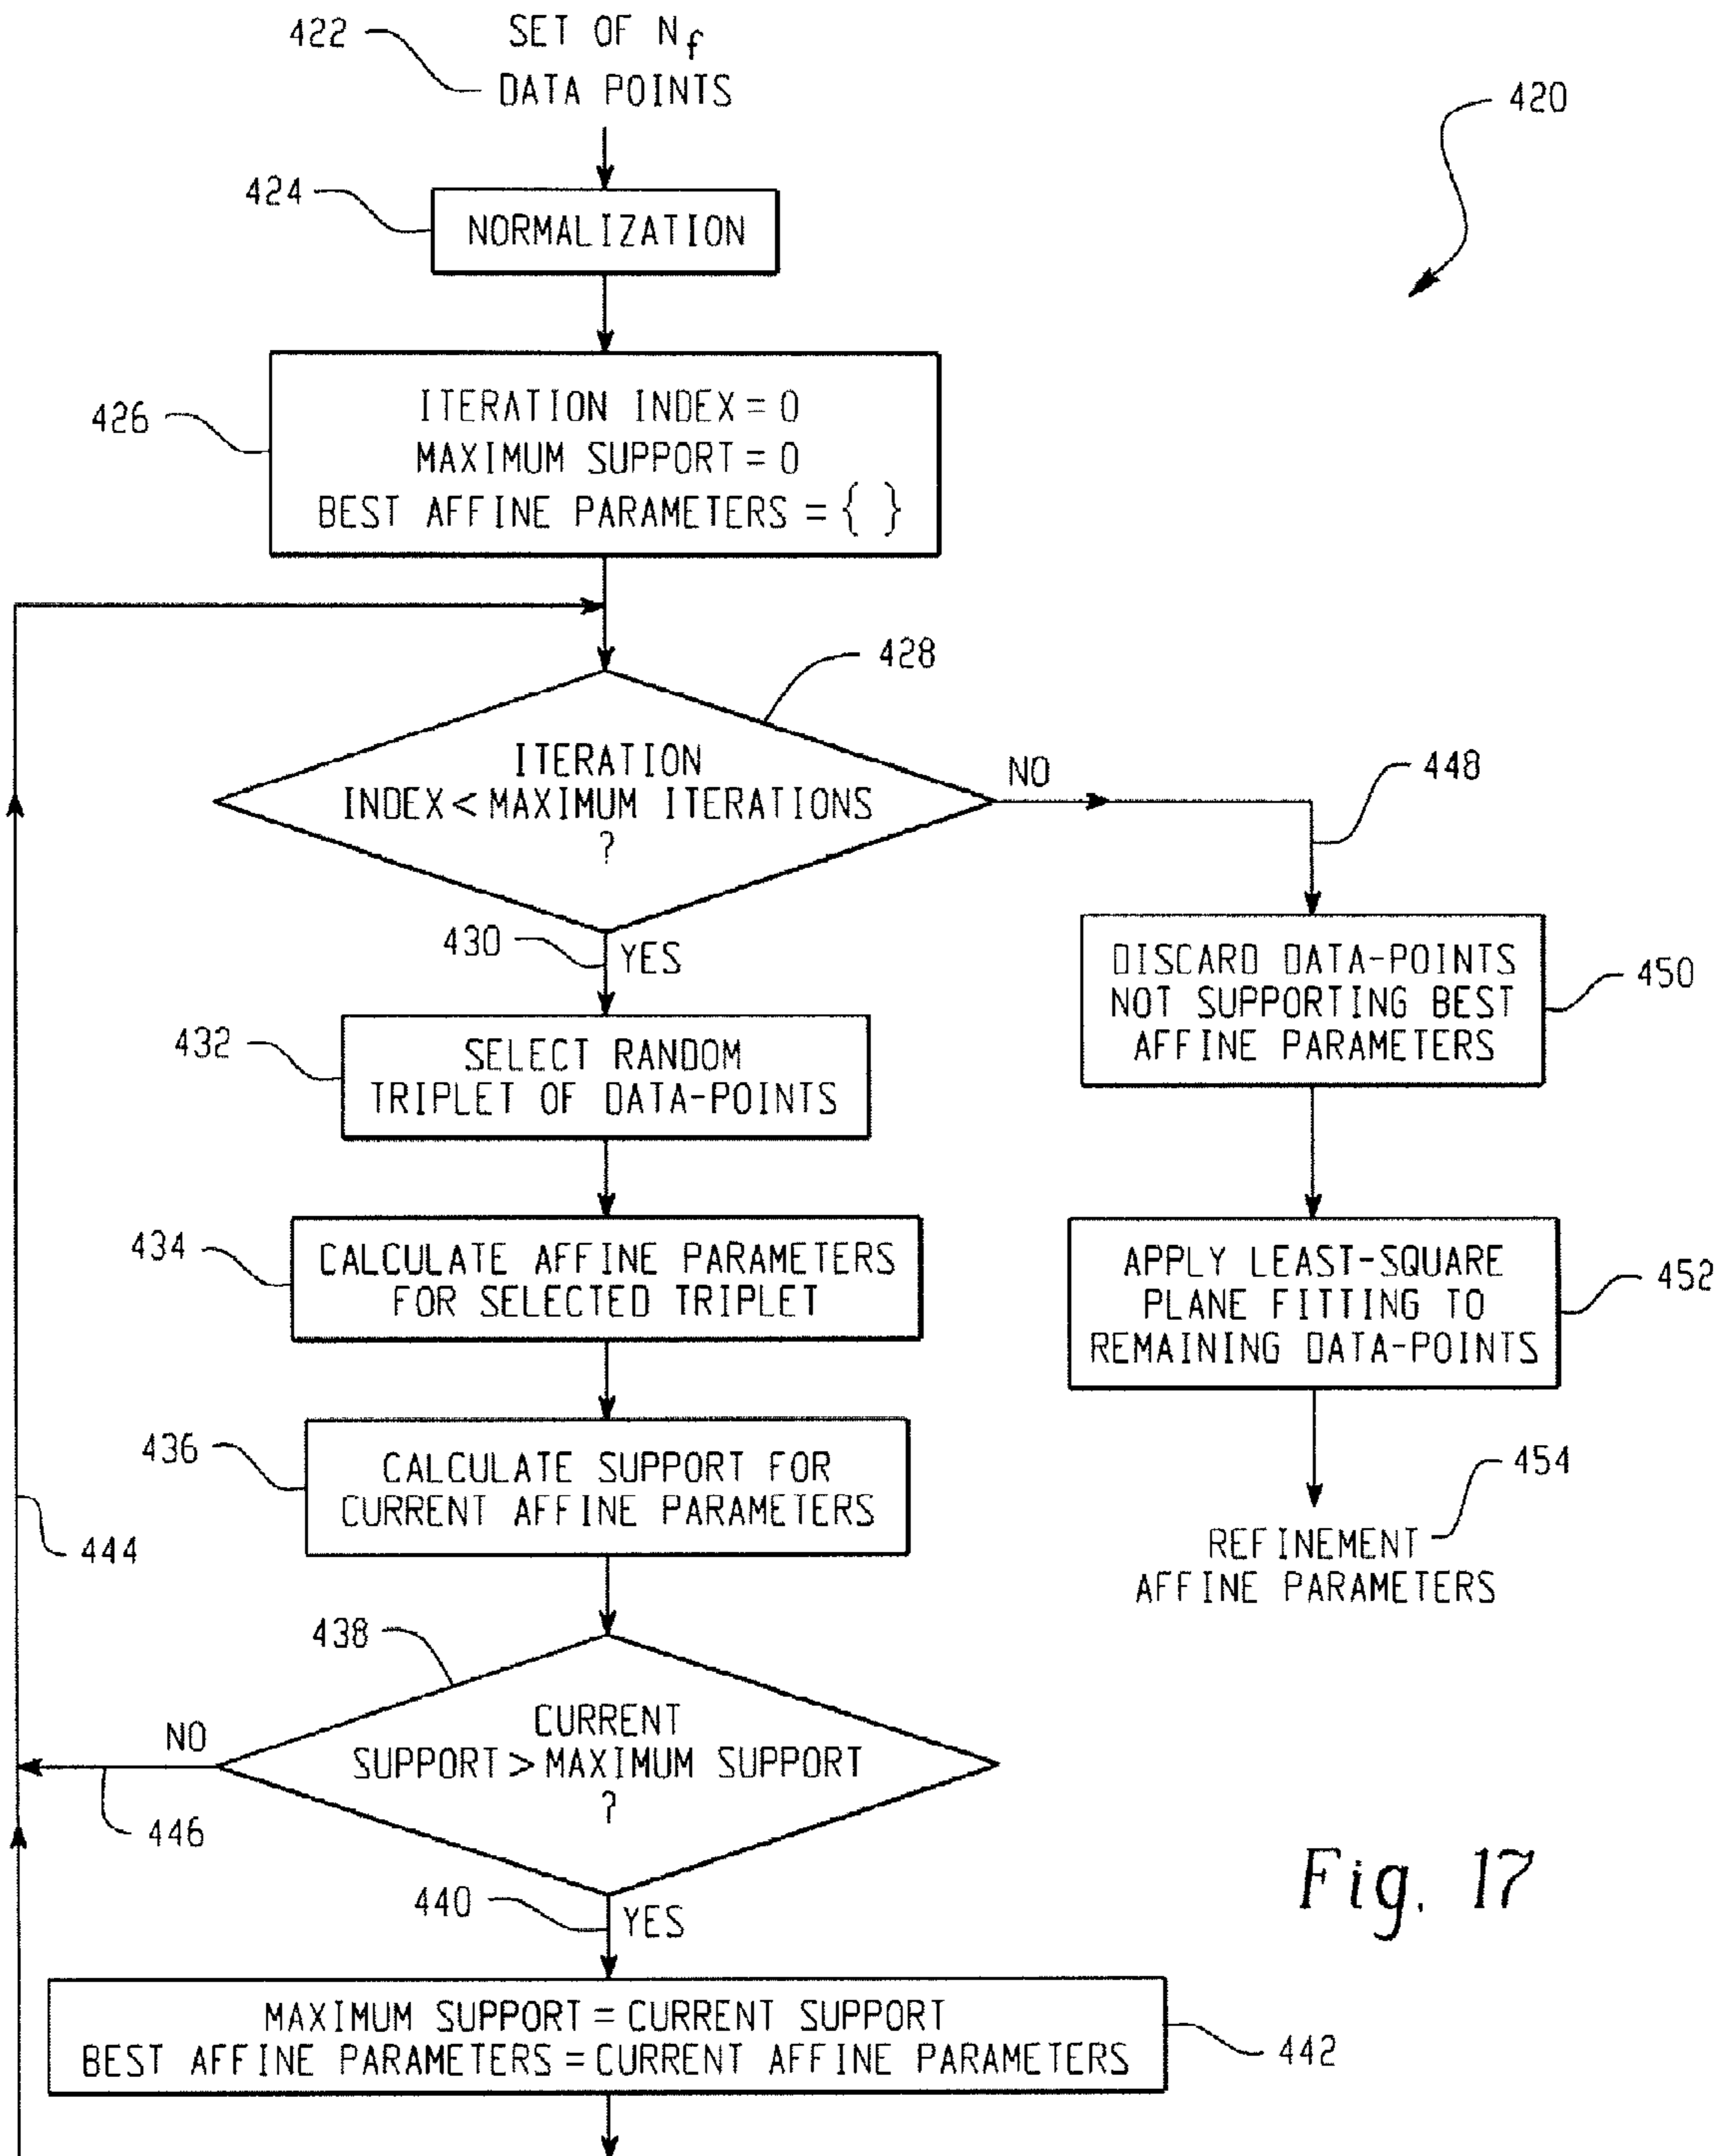 422
SET OF Nf
DATA POINTS
420
424
NORMALIZATION
426
ITERATION INDEX = 0
MAXIMUM SUPPORT = 0
BEST AFFINE PARAMETERS = { }
428
ITERATION
INDEX < MAXIMUM ITERATIONS
?
NO
448
430
YES
432
SELECT RANDOM
TRIPLET OF DATA-POINTS
434
CALCULATE AFFINE PARAMETERS
FOR SELECTED TRIPLET
436
CALCULATE SUPPORT FOR
CURRENT AFFINE PARAMETERS
444
438
CURRENT
SUPPORT > MAXIMUM SUPPORT
?
NO
446
440
YES
MAXIMUM SUPPORT = CURRENT SUPPORT
BEST AFFINE PARAMETERS = CURRENT AFFINE PARAMETERS
442
DISCARD DATA-POINTS
NOT SUPPORTING BEST
AFFINE PARAMETERS
450
APPLY LEAST-SQUARE
PLANE FITTING TO
REMAINING DATA-POINTS
452
454
REFINEMENT
AFFINE PARAMETERS
Fig. 17